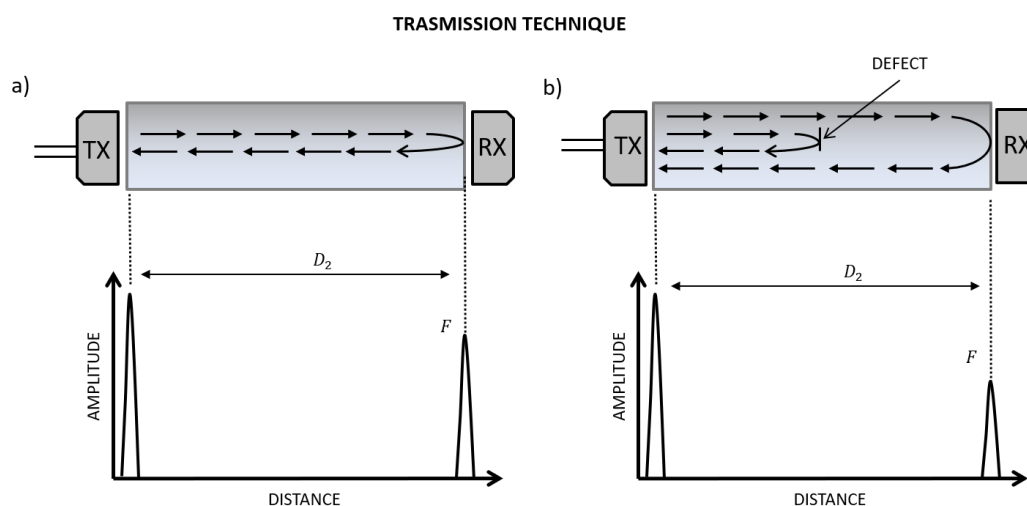 TRASMISSION TECHNIQUE
a)
TX
RX
D₂
F
AMPLITUDE
DISTANCE
b)
DEFECT
TX
RX
D₂
F
AMPLITUDE
DISTANCE